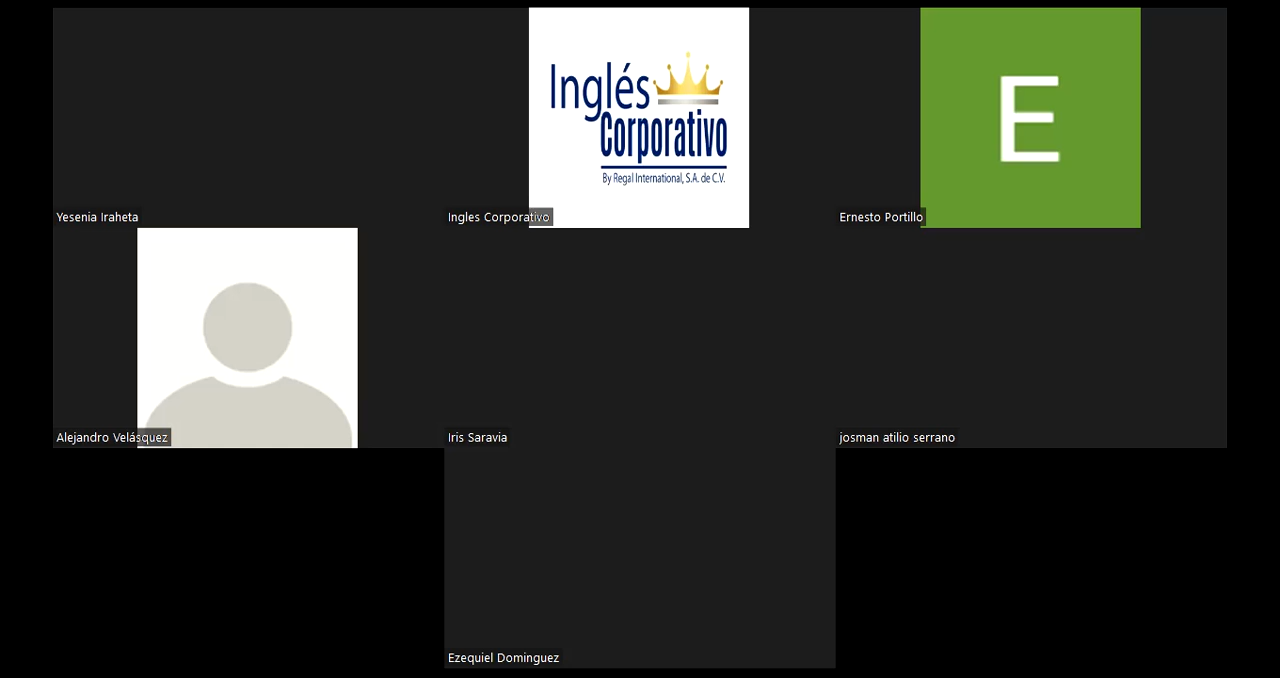 Inglés
Corporativo
By Regal International, S.A. de C.V.
E
Yesenia Iraheta
Ingles Corporativo
Ernesto Portillo
Alejandro Velásquez
Iris Saravia
josman atilio serrano
Ezequiel Dominguez